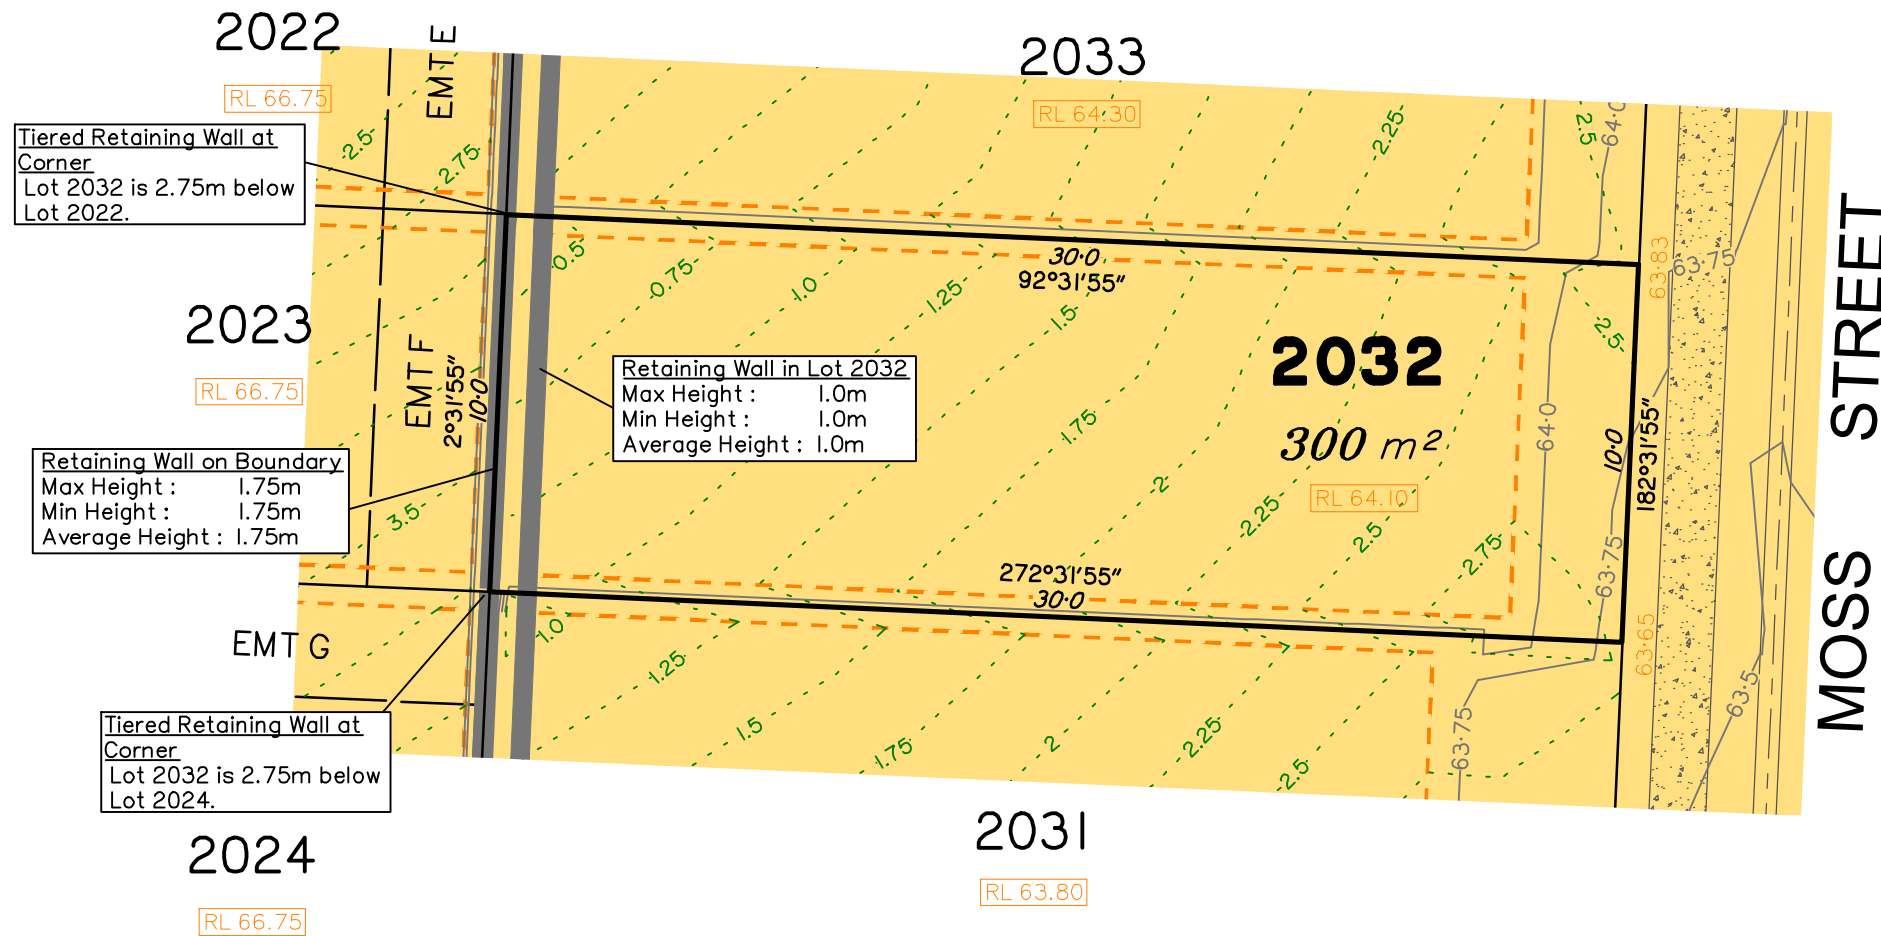 2022
RL 66.75
EMT E
2033
RL 64.30
Tiered Retaining Wall at
Corner
Lot 2032 is 2.75m below
Lot 2022.
2.5
2.75
2.25
2.5
64.0
63.83
63.75
30.0
92°31'55"
0.5
0.75
1.0
1.25
1.5
2.5
2023
RL 66.75
EMT F
2°31'55"
10.0
Retaining Wall in Lot 2032
Max Height : 1.0m
Min Height : 1.0m
Average Height : 1.0m
2032
300 m²
RL 64.10
64.0
10.0
182°31'55"
STREET
MOSS
Retaining Wall on Boundary
Max Height : 1.75m
Min Height : 1.75m
Average Height : 1.75m
3.5
1.75
2
2.25
2.5
2.75
63.75
272°31'55"
30.0
63.65
EMT G
1.0
1.25
1.5
1.75
2
2.25
2.5
63.75
63.5
Tiered Retaining Wall at
Corner
Lot 2032 is 2.75m below
Lot 2024.
2024
RL 66.75
2031
RL 63.80